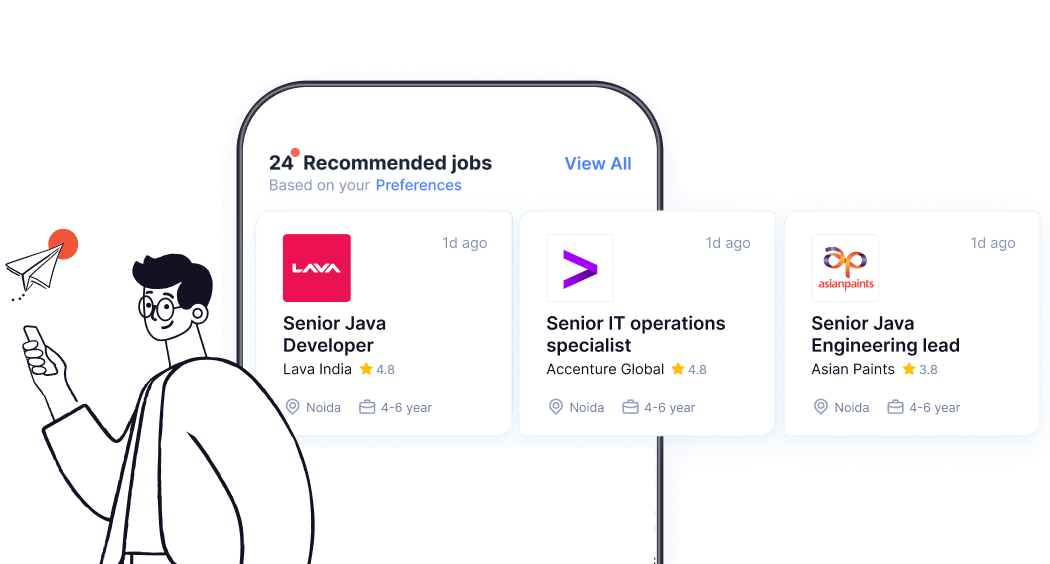 24 Recommended jobs
View All
Based on your Preferences
1d ago
LAVA
Senior Java
Developer
Lava India 4.8
Noida 4-6 year
1d ago
Senior IT operations
specialist
Accenture Global 4.8
Noida 4-6 year
1d ago
ap
asianpaints
Senior Java
Engineering lead
Asian Paints 3.8
Noida 4-6 year